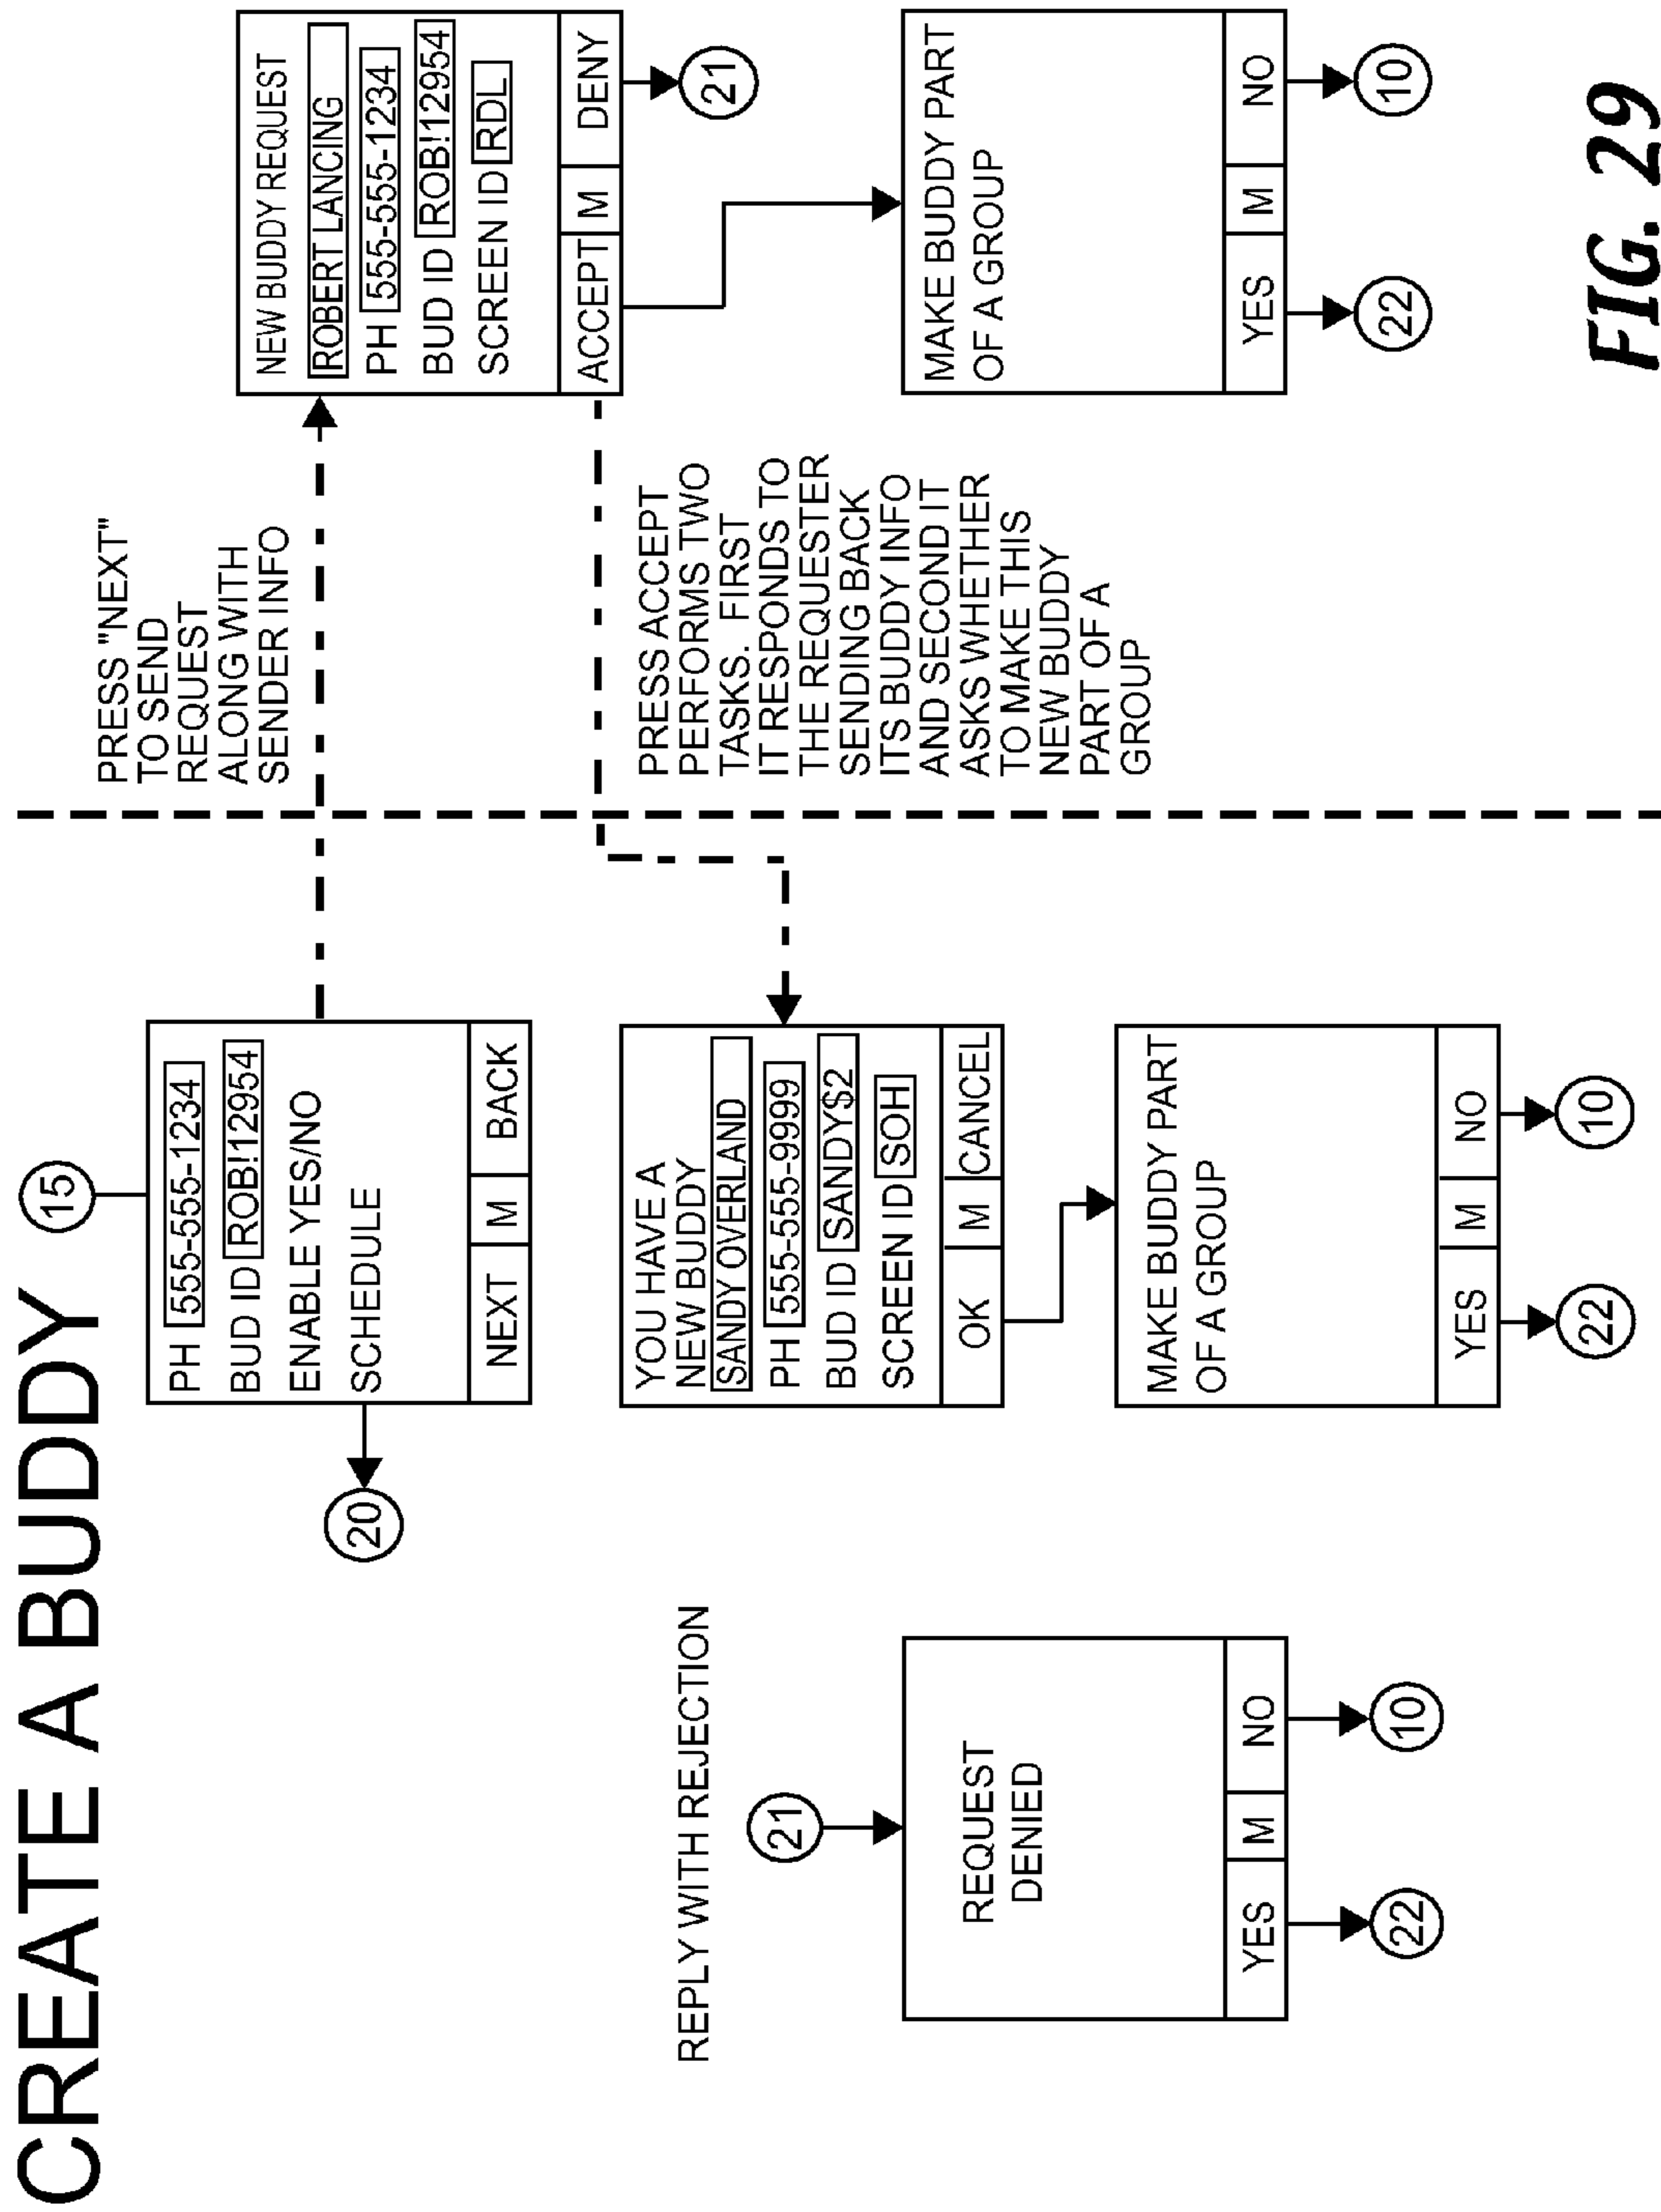 CREATE A BUDDY
15
PH 555-555-1234
BUD ID ROB!12954
ENABLE YES/NO
SCHEDULE
NEXT M BACK
20
PRESS "NEXT"
TO SEND
REQUEST
ALONG WITH
SENDER INFO
NEW BUDDY REQUEST
ROBERT LANCING
PH 555-555-1234
BUD ID ROB!12954
SCREEN ID RDL
ACCEPT M DENY
21
PRESS ACCEPT
PERFORMS TWO
TASKS. FIRST
IT RESPONDS TO
THE REQUESTER
SENDING BACK
ITS BUDDY INFO
AND SECOND IT
ASKS WHETHER
TO MAKE THIS
NEW BUDDY
PART OF A
GROUP
YOU HAVE A
NEW BUDDY
SANDY OVERLAND
PH 555-555-9999
BUD ID SANDY$2
SCREEN ID SOH
OK M CANCEL
MAKE BUDDY PART
OF A GROUP
YES M NO
22
10
MAKE BUDDY PART
OF A GROUP
YES M NO
22
10
REPLY WITH REJECTION
21
REQUEST
DENIED
YES M NO
22
10
FIG. 29